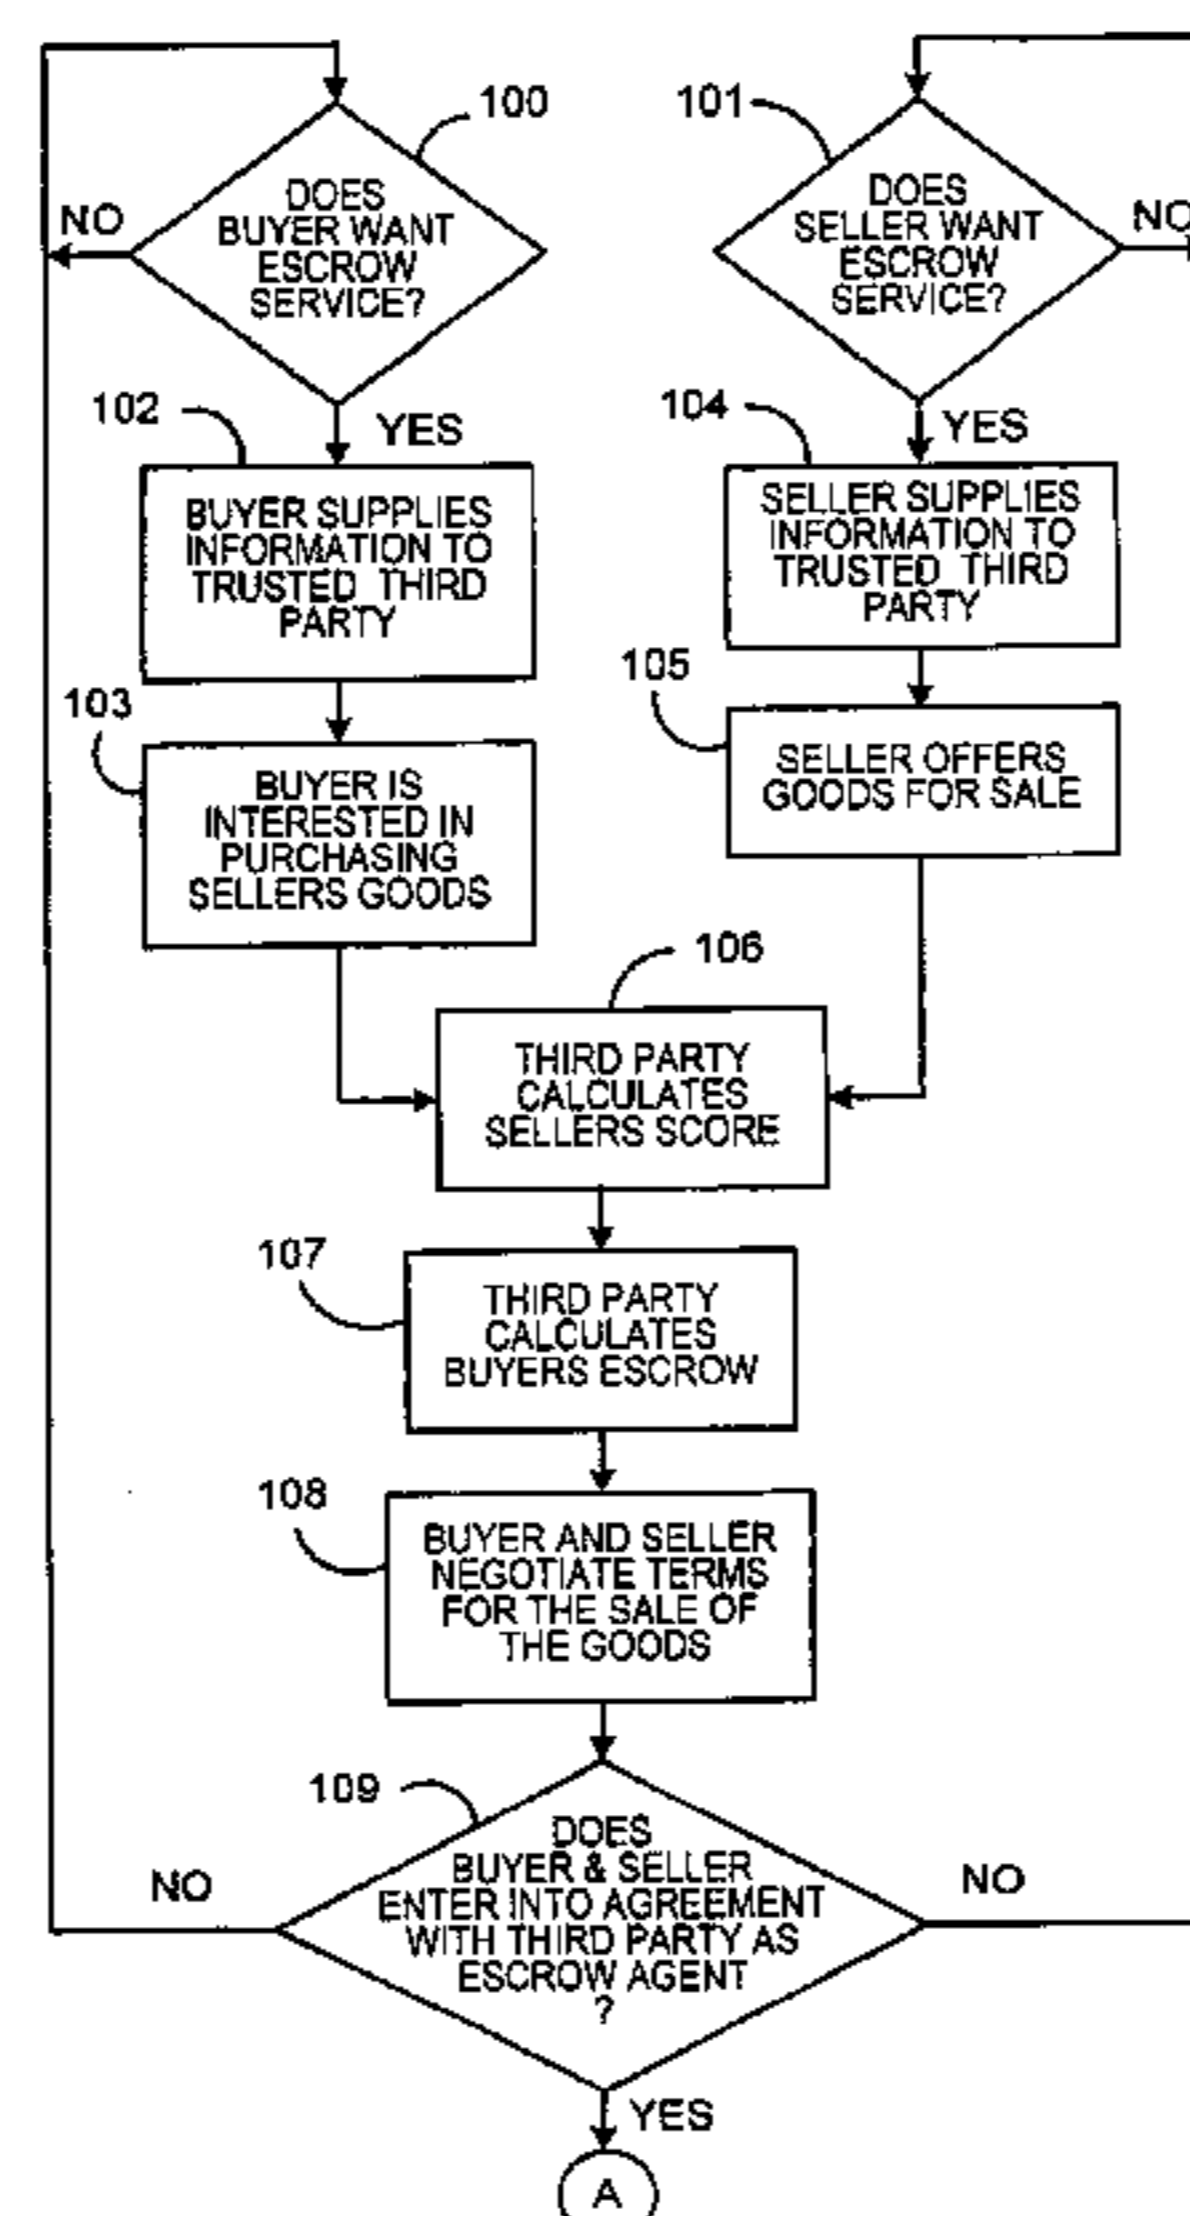 100
DOES
BUYER WANT
ESCROW
SERVICE?
NO
YES
101
DOES
SELLER WANT
ESCROW
SERVICE?
NO
YES
102
BUYER SUPPLIES
INFORMATION TO
TRUSTED THIRD
PARTY
104
SELLER SUPPLIES
INFORMATION TO
TRUSTED THIRD
PARTY
103
BUYER IS
INTERESTED IN
PURCHASING
SELLERS GOODS
105
SELLER OFFERS
GOODS FOR SALE
106
THIRD PARTY
CALCULATES
SELLERS SCORE
107
THIRD PARTY
CALCULATES
BUYERS ESCROW
108
BUYER AND SELLER
NEGOTIATE TERMS
FOR THE SALE OF
THE GOODS
109
DOES
BUYER & SELLER
ENTER INTO AGREEMENT
WITH THIRD PARTY AS
ESCROW AGENT
?
NO
NO
YES
A